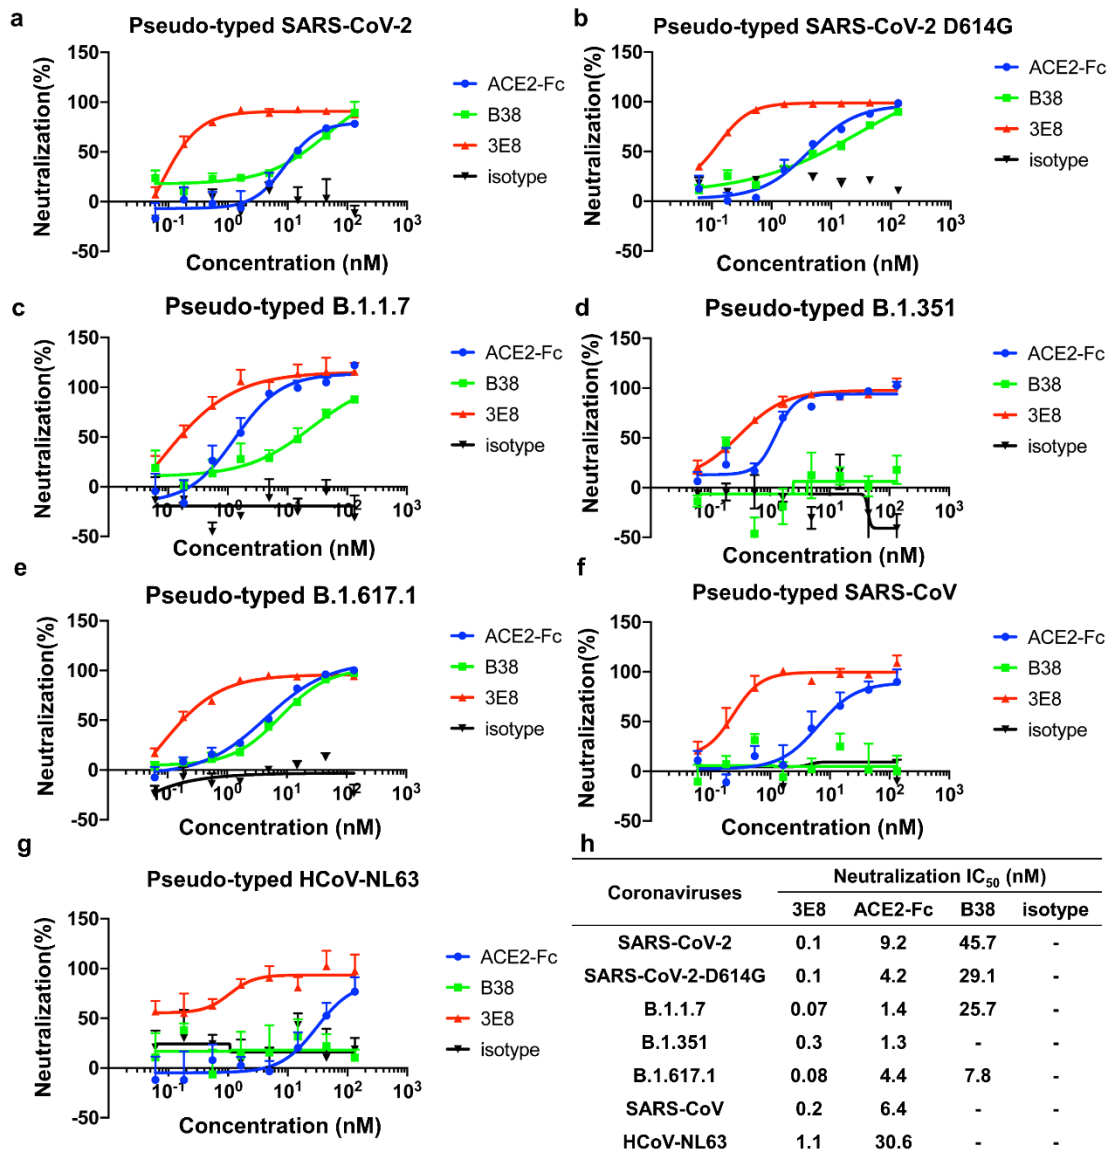 a
Pseudo-typed SARS-CoV-2
150
100
50
0
-50
Neutralization(%)
10-1
100
101
102
103
Concentration (nM)
ACE2-Fc
B38
3E8
isotype
b
Pseudo-typed SARS-CoV-2 D614G
150
100
50
0
-50
Neutralization(%)
10-1
100
101
102
103
Concentration (nM)
ACE2-Fc
B38
3E8
isotype
c
Pseudo-typed B.1.1.7
150
100
50
0
-50
Neutralization(%)
10-1
100
101
102
103
Concentration (nM)
ACE2-Fc
B38
3E8
isotype
d
Pseudo-typed B.1.351
150
100
50
0
-50
Neutralization(%)
10-1
100
101
102
103
Concentration (nM)
ACE2-Fc
B38
3E8
isotype
e
Pseudo-typed B.1.617.1
150
100
50
0
-50
Neutralization(%)
10-1
100
101
102
103
Concentration (nM)
ACE2-Fc
B38
3E8
isotype
f
Pseudo-typed SARS-CoV
150
100
50
0
-50
Neutralization(%)
10-1
100
101
102
103
Concentration (nM)
ACE2-Fc
B38
3E8
isotype
g
Pseudo-typed HCoV-NL63
150
100
50
0
-50
Neutralization(%)
10-1
100
101
102
103
Concentration (nM)
ACE2-Fc
B38
3E8
isotype
h
Coronaviruses Neutralization IC50 (nM)
3E8 ACE2-Fc B38 isotype
SARS-CoV-2 0.1 9.2 45.7 -
SARS-CoV-2-D614G 0.1 4.2 29.1 -
B.1.1.7 0.07 1.4 25.7 -
B.1.351 0.3 1.3 - -
B.1.617.1 0.08 4.4 7.8 -
SARS-CoV 0.2 6.4 - -
HCoV-NL63 1.1 30.6 - -